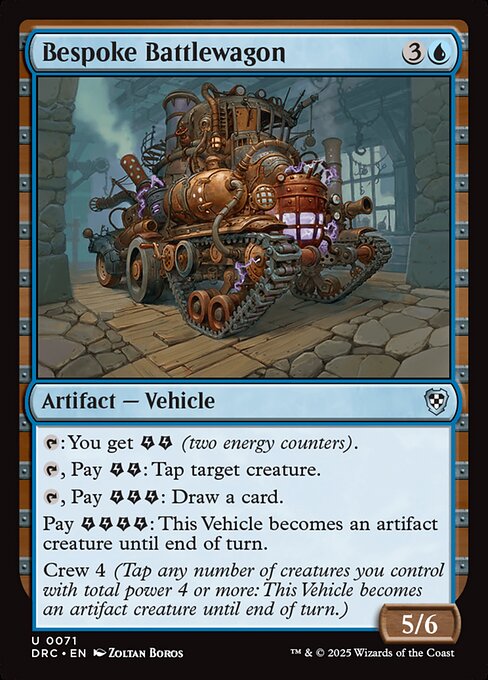 Bespoke Battlewagon 3
Artifact — Vehicle
:You get (two energy counters).
, Pay : Tap target creature.
, Pay : Draw a card.
Pay : This Vehicle becomes an artifact
creature until end of turn.
Crew 4 (Tap any number of creatures you control
with total power 4 or more: This Vehicle becomes
an artifact creature until end of turn.)
5/6
U 0071
DRC • EN Zoltan Boros
™ & © 2025 Wizards of the Coast